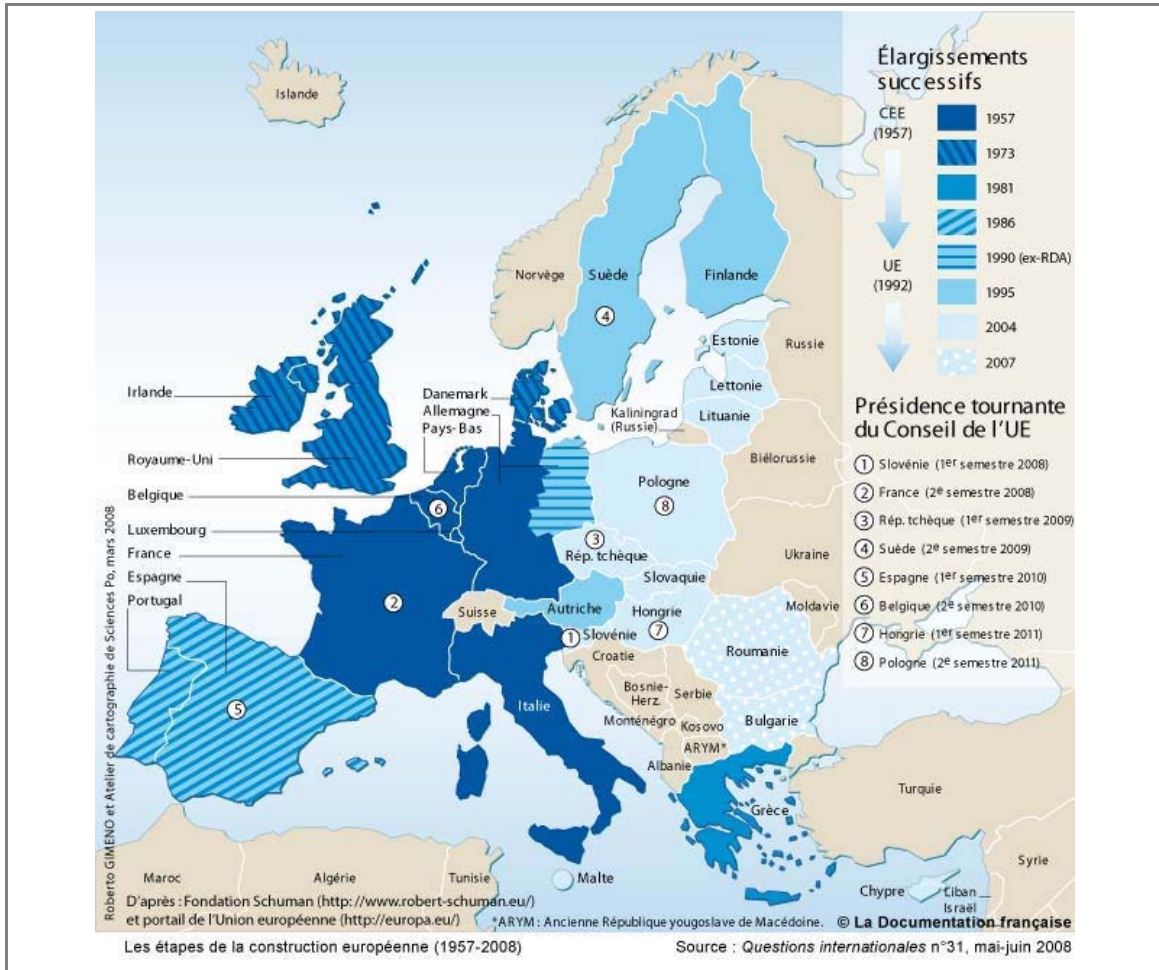 Islande
Norvège
Suède
④
Finlande
Estonie
Lettonie
Lituanie
Russie
Kaliningrad
(Russie)
Biélorussie
Irlande
Royaume-Uni
Danemark
Allemagne
Pays-Bas
Belgique
⑥
Luxembourg
France
②
Espagne
⑤
Portugal
Pologne
⑧
③
Rép. tchèque
Ukraine
Slovaquie
Moldavie
Suisse
Autriche
Hongrie
⑦
① Slovénie
Croatie
Roumanie
Bosnie-
Herz.
Serbie
Italie
Monténégro
Kosovo
Bulgarie
ARYM*
Albanie
Grèce
Turquie
Maroc
Algérie
Tunisie
Malte
Chypre
Syrie
Liban
Israël
Élargissements
successifs
CEE
(1957)
UE
(1992)
1957
1973
1981
1986
1990 (ex-RDA)
1995
2004
2007
Présidence tournante
du Conseil de l'UE
① Slovénie (1er semestre 2008)
② France (2e semestre 2008)
③ Rép. tchèque (1er semestre 2009)
④ Suède (2e semestre 2009)
⑤ Espagne (1er semestre 2010)
⑥ Belgique (2e semestre 2010)
⑦ Hongrie (1er semestre 2011)
⑧ Pologne (2e semestre 2011)
Roberto GIMENO et Atelier de cartographie de Sciences Po, mars 2008
D'après : Fondation Schuman (http://www.robert-schuman.eu/)
et portail de l'Union européenne (http://europa.eu/)
*ARYM : Ancienne République yougoslave de Macédoine.
© La Documentation française
Les étapes de la construction européenne (1957-2008)
Source : Questions internationales n°31, mai-juin 2008